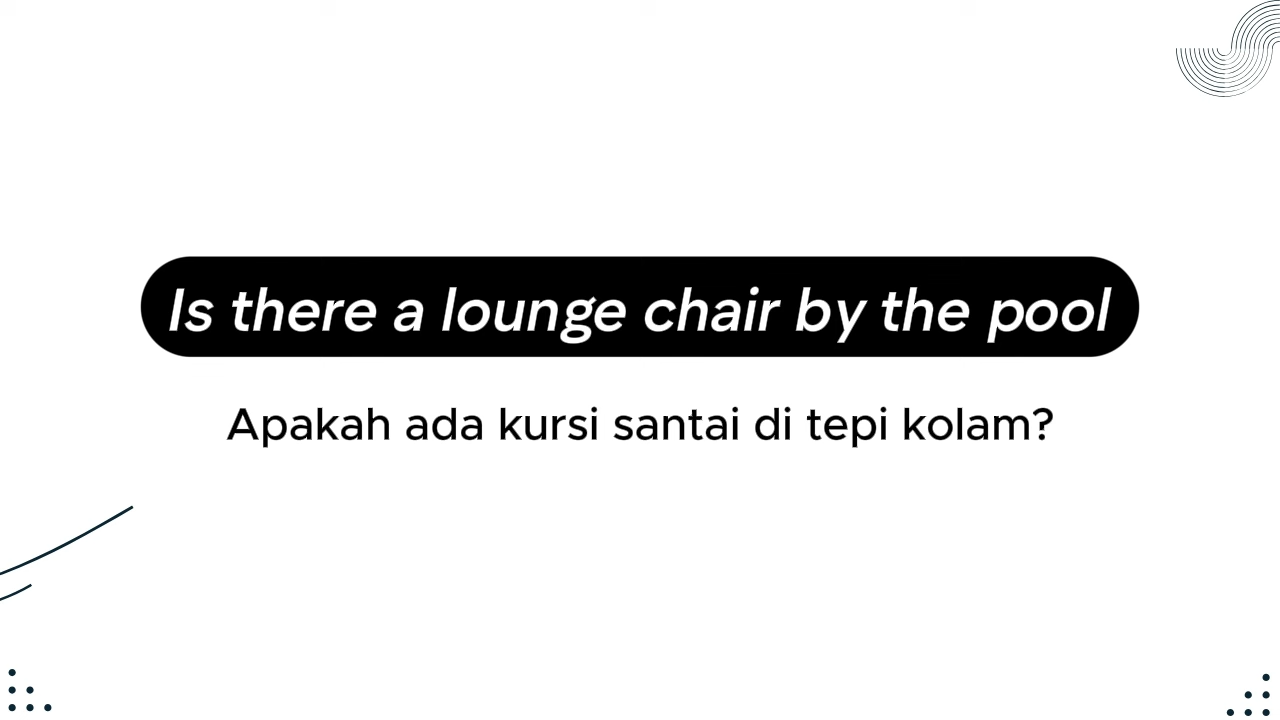 Is there a lounge chair by the pool
Apakah ada kursi santai di tepi kolam?